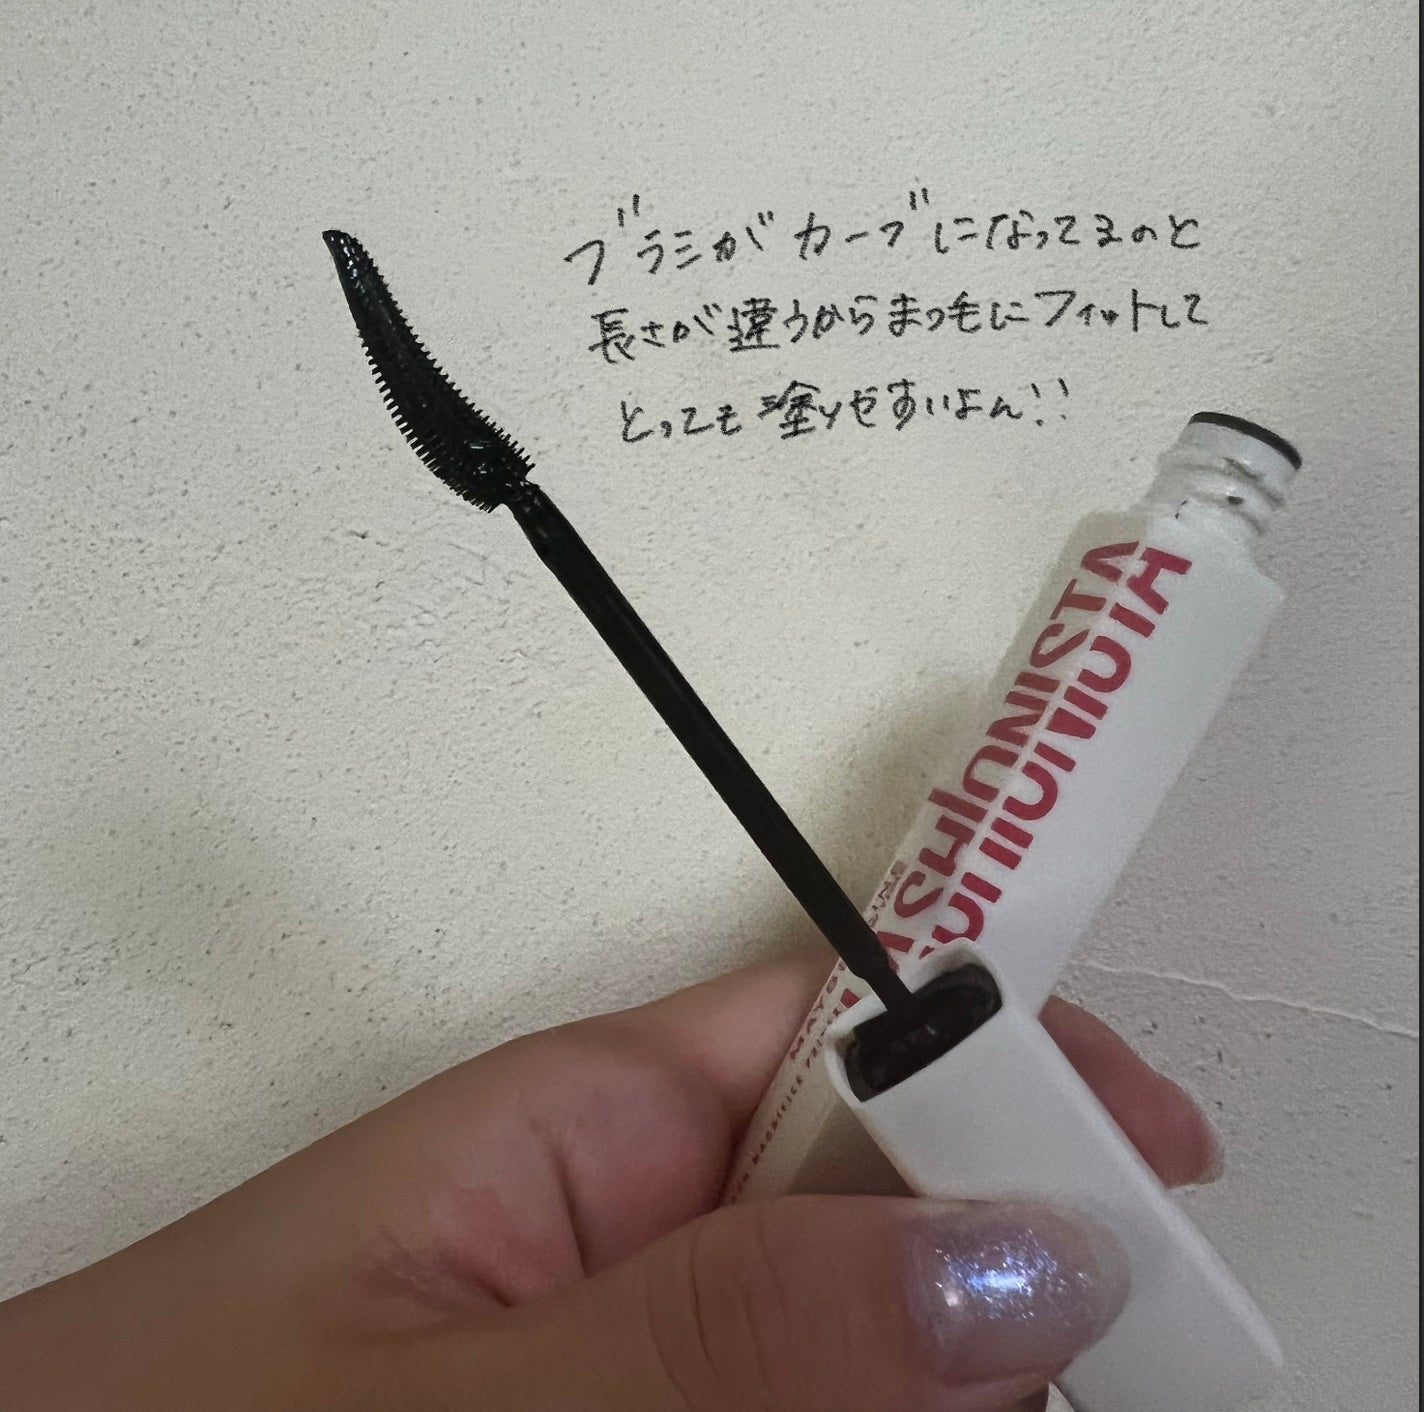 ブラシがカーブになってるのと
長さが違うからまつ毛にフィットして
とっても塗りやすいよん!!
FASHIONISTA